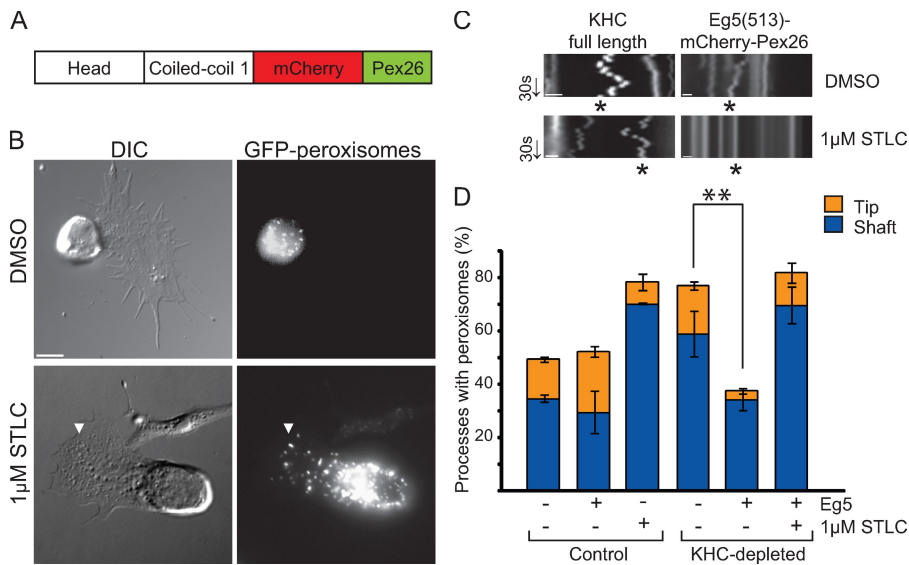 A
Head Coiled-coil 1 mCherry Pex26
B
DIC GFP-peroxisomes
DMSO
1µM STLC
C
KHC Eg5(513)-
full length mCherry-Pex26
30s DMSO
* *
30s 1µM STLC
* *
D
**
Tip
Shaft
Processes with peroxisomes (%)
80
60
40
20
- + - - + + Eg5
- - + - - + 1µM STLC
Control KHC-depleted